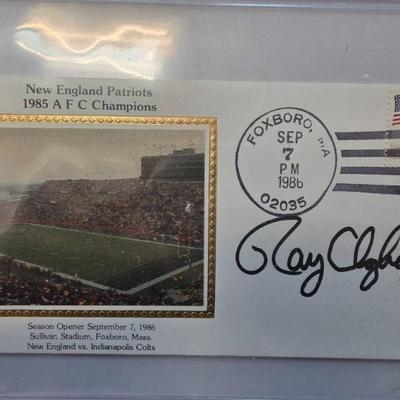 New England Patriots
1985 A F C Champions
FOXBORO, MA
SEP
7
PM
1986
02035
Ray
Season Opener September 7, 1986
Sullivan Stadium, Foxboro, Mass.
New England vs. Indianapolis Colts